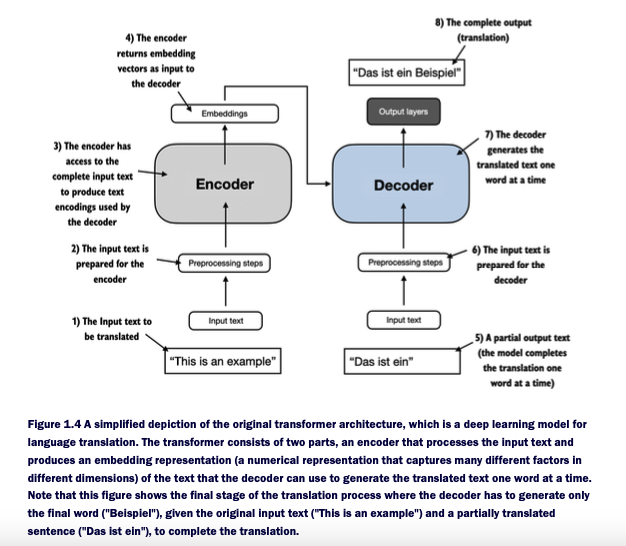 8) The complete output
(translation)
4) The encoder
returns embedding
vectors as input to
the decoder
"Das ist ein Beispiel"
Embeddings
Output layers
3) The encoder has
access to the
complete input text
to produce text
encodings used by
the decoder
Encoder
Decoder
7) The decoder
generates the
translated text one
word at a time
2) The input text is
prepared for the
encoder
Preprocessing steps
Preprocessing steps
6) The input text is
prepared for the
decoder
1) The Input text to
be translated
Input text
Input text
"This is an example"
"Das ist ein"
5) A partial output text
(the model completes
the translation one
word at a time)
Figure 1.4 A simplified depiction of the original transformer architecture, which is a deep learning model for
language translation. The transformer consists of two parts, an encoder that processes the input text and
produces an embedding representation (a numerical representation that captures many different factors in
different dimensions) of the text that the decoder can use to generate the translated text one word at a time.
Note that this figure shows the final stage of the translation process where the decoder has to generate only
the final word ("Beispiel"), given the original input text ("This is an example") and a partially translated
sentence ("Das ist ein"), to complete the translation.